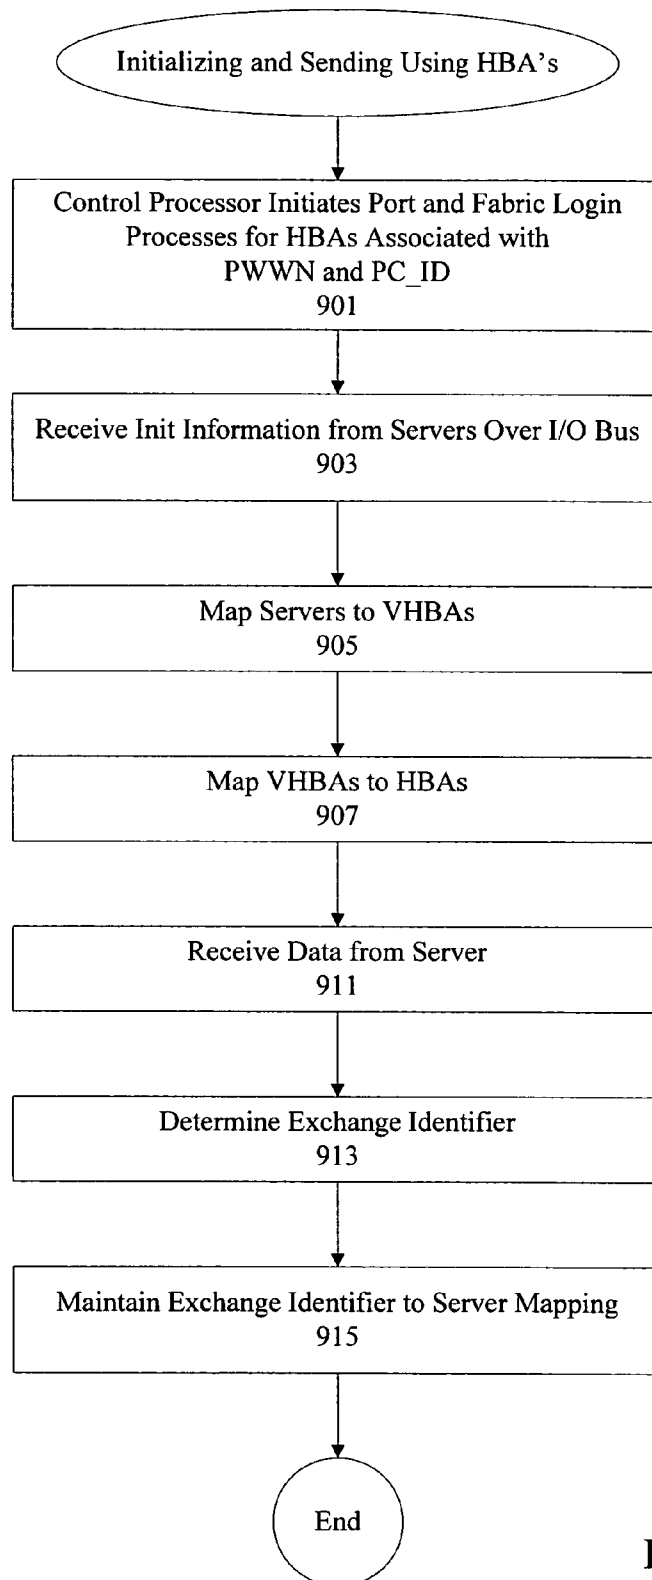 Initializing and Sending Using HBA's
Control Processor Initiates Port and Fabric Login
Processes for HBAs Associated with
PWWN and PC_ID
901
Receive Init Information from Servers Over I/O Bus
903
Map Servers to VHBAs
905
Map VHBAs to HBAs
907
Receive Data from Server
911
Determine Exchange Identifier
913
Maintain Exchange Identifier to Server Mapping
915
End